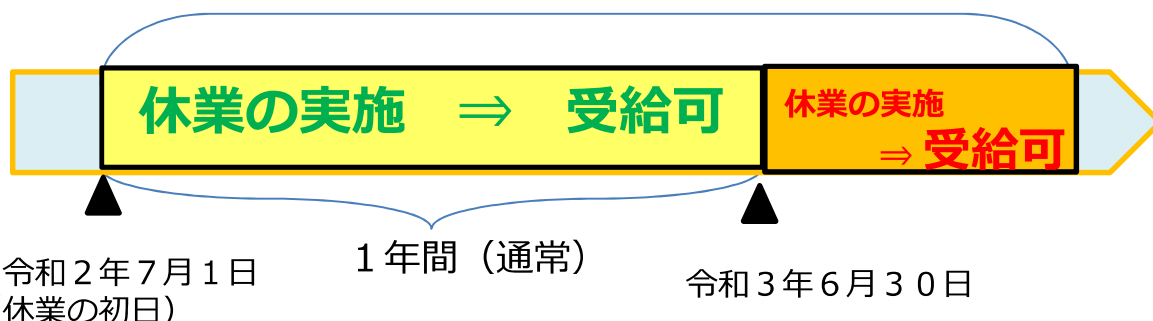 休業の実施　⇒　受給可
休業の実施
⇒ 受給可
１年間（通常）
令和２年７月１日
休業の初日）
令和３年６月３０日